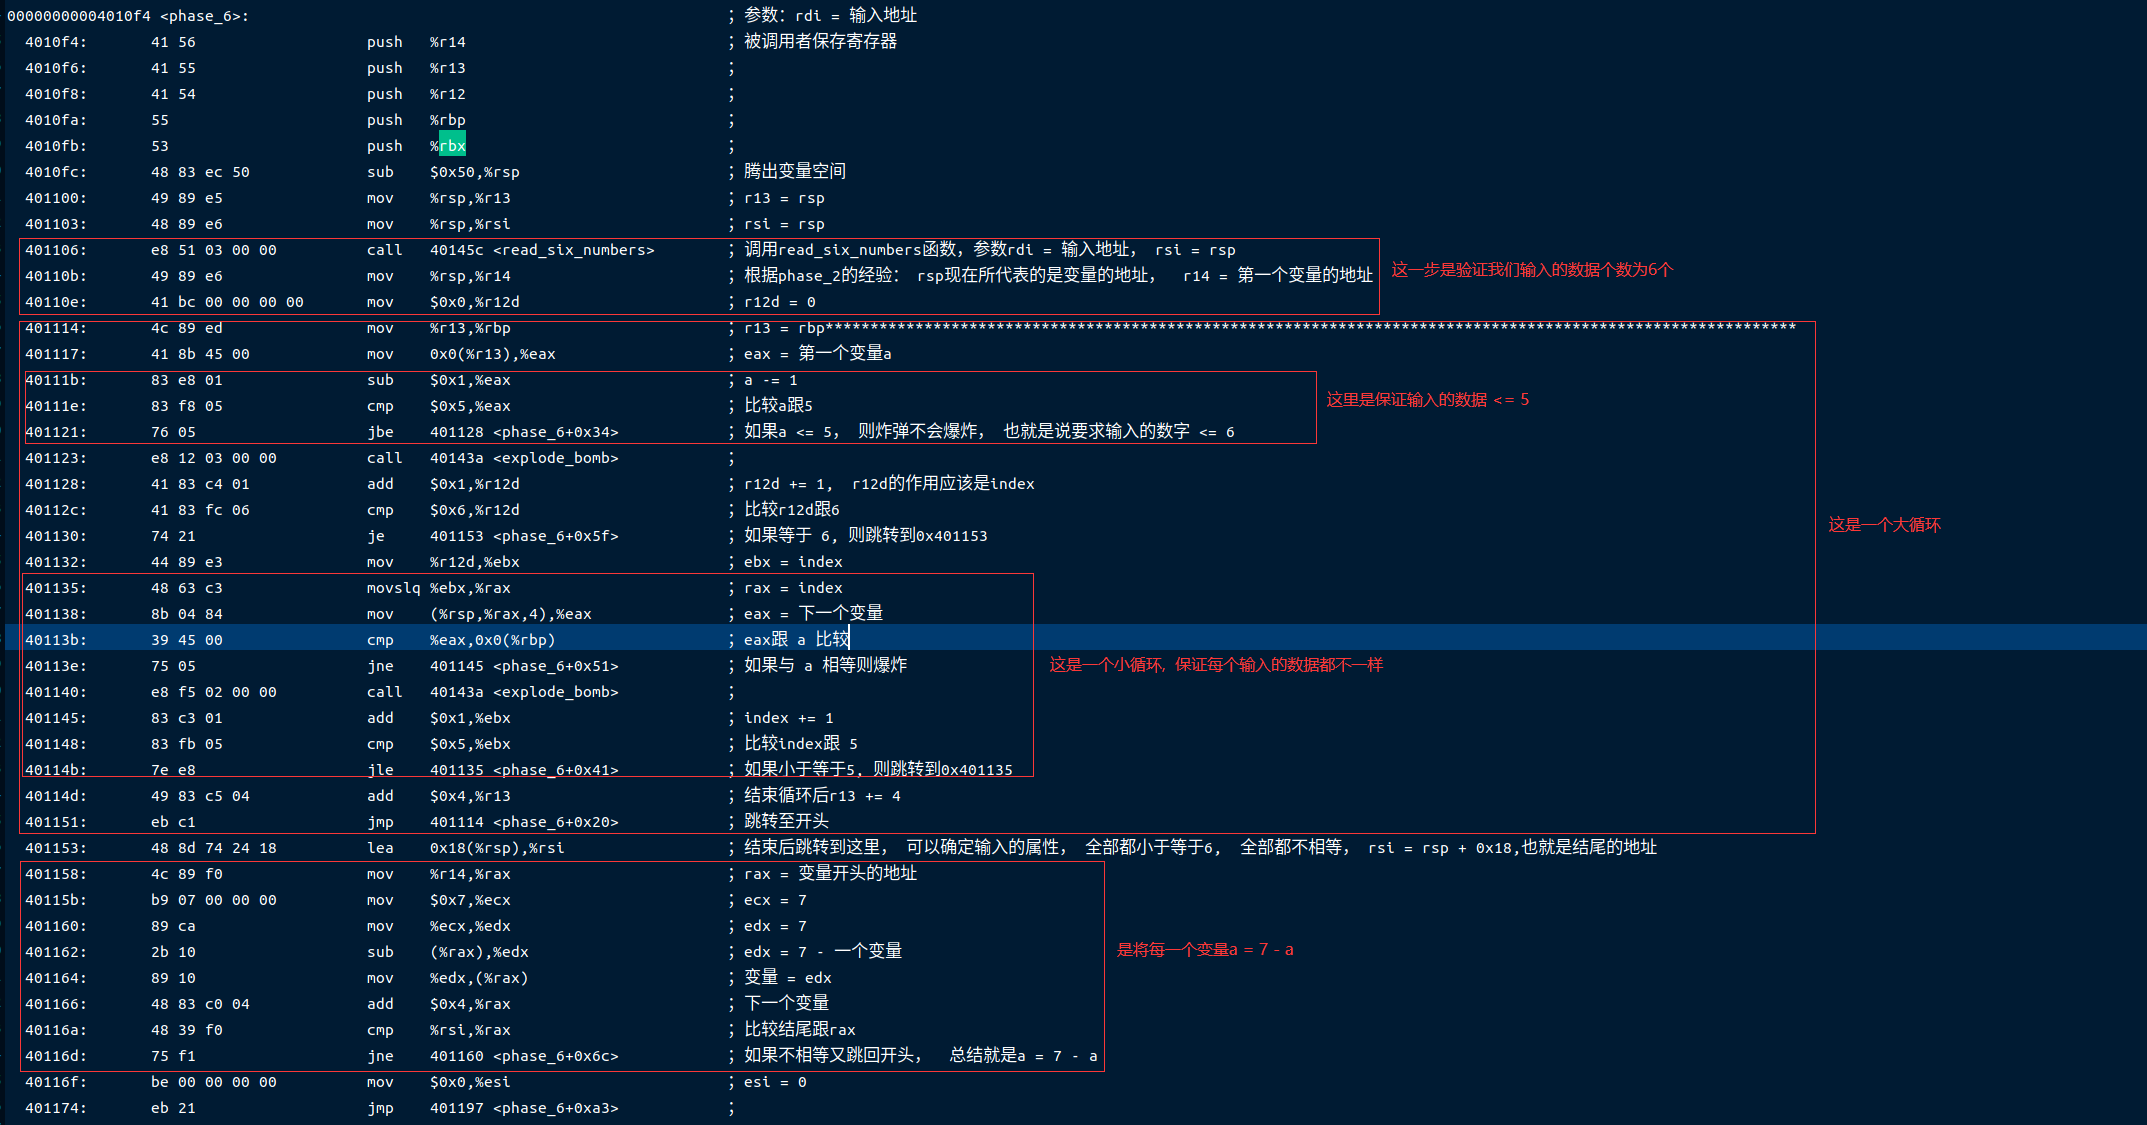 00000000004010f4 <phase_6>: ; 参数：rdi = 输入地址
4010f4: 41 56 push %r14 ; 被调用者保存寄存器
4010f6: 41 55 push %r13 ;
4010f8: 41 54 push %r12 ;
4010fa: 55 push %rbp ;
4010fb: 53 push %rbx ;
4010fc: 48 83 ec 50 sub $0x50,%rsp ; 腾出变量空间
401100: 49 89 e5 mov %rsp,%r13 ; r13 = rsp
401103: 48 89 e6 mov %rsp,%rsi ; rsi = rsp
401106: e8 51 03 00 00 call 40145c <read_six_numbers> ; 调用read_six_numbers函数，参数rdi = 输入地址， rsi = rsp
40110b: 49 89 e6 mov %rsp,%r14 ; 根据phase_2的经验： rsp现在所代表的是变量的地址， r14 = 第一个变量的地址
这一步是验证我们输入的数据个数为6个
40110e: 41 bc 00 00 00 00 mov $0x0,%r12d ; r12d = 0
401114: 4c 89 ed mov %r13,%rbp ; r13 = rbp************************************************************************************************************
401117: 41 8b 45 00 mov 0x0(%r13),%eax ; eax = 第一个变量a
40111b: 83 e8 01 sub $0x1,%eax ; a -= 1
40111e: 83 f8 05 cmp $0x5,%eax ; 比较a跟5
这里是保证输入的数据 <= 5
401121: 76 05 jbe 401128 <phase_6+0x34> ; 如果a <= 5， 则炸弹不会爆炸， 也就是说要求输入的数字 <= 6
401123: e8 12 03 00 00 call 40143a <explode_bomb> ;
401128: 41 83 c4 01 add $0x1,%r12d ; r12d += 1， r12d的作用应该是index
40112c: 41 83 fc 06 cmp $0x6,%r12d ; 比较r12d跟6
401130: 74 21 je 401153 <phase_6+0x5f> ; 如果等于 6，则跳转到0x401153
这是一个大循环
401132: 44 89 e3 mov %r12d,%ebx ; ebx = index
401135: 48 63 c3 movslq %ebx,%rax ; rax = index
401138: 8b 04 84 mov (%rsp,%rax,4),%eax ; eax = 下一个变量
40113b: 39 45 00 cmp %eax,0x0(%rbp) ; eax跟 a 比较
40113e: 75 05 jne 401145 <phase_6+0x51> ; 如果与 a 相等则爆炸
这是一个小循环，保证每个输入的数据都不一样
401140: e8 f5 02 00 00 call 40143a <explode_bomb> ;
401145: 83 c3 01 add $0x1,%ebx ; index += 1
401148: 83 fb 05 cmp $0x5,%ebx ; 比较index跟 5
40114b: 7e e8 jle 401135 <phase_6+0x41> ; 如果小于等于5，则跳转到0x401135
40114d: 49 83 c5 04 add $0x4,%r13 ; 结束循环后r13 += 4
401151: eb c1 jmp 401114 <phase_6+0x20> ; 跳转至开头
401153: 48 8d 74 24 18 lea 0x18(%rsp),%rsi ; 结束后跳转到这里， 可以确定输入的属性， 全部都小于等于6， 全部都不相等， rsi = rsp + 0x18,也就是结尾的地址
401158: 4c 89 f0 mov %r14,%rax ; rax = 变量开头的地址
40115b: b9 07 00 00 00 mov $0x7,%ecx ; ecx = 7
401160: 89 ca mov %ecx,%edx ; edx = 7
401162: 2b 10 sub (%rax),%edx ; edx = 7 - 一个变量
是将每一个变量a = 7 - a
401164: 89 10 mov %edx,(%rax) ; 变量 = edx
401166: 48 83 c0 04 add $0x4,%rax ; 下一个变量
40116a: 48 39 f0 cmp %rsi,%rax ; 比较结尾跟rax
40116d: 75 f1 jne 401160 <phase_6+0x6c> ; 如果不相等又跳回开头， 总结就是a = 7 - a
40116f: be 00 00 00 00 mov $0x0,%esi ; esi = 0
401174: eb 21 jmp 401197 <phase_6+0xa3> ;